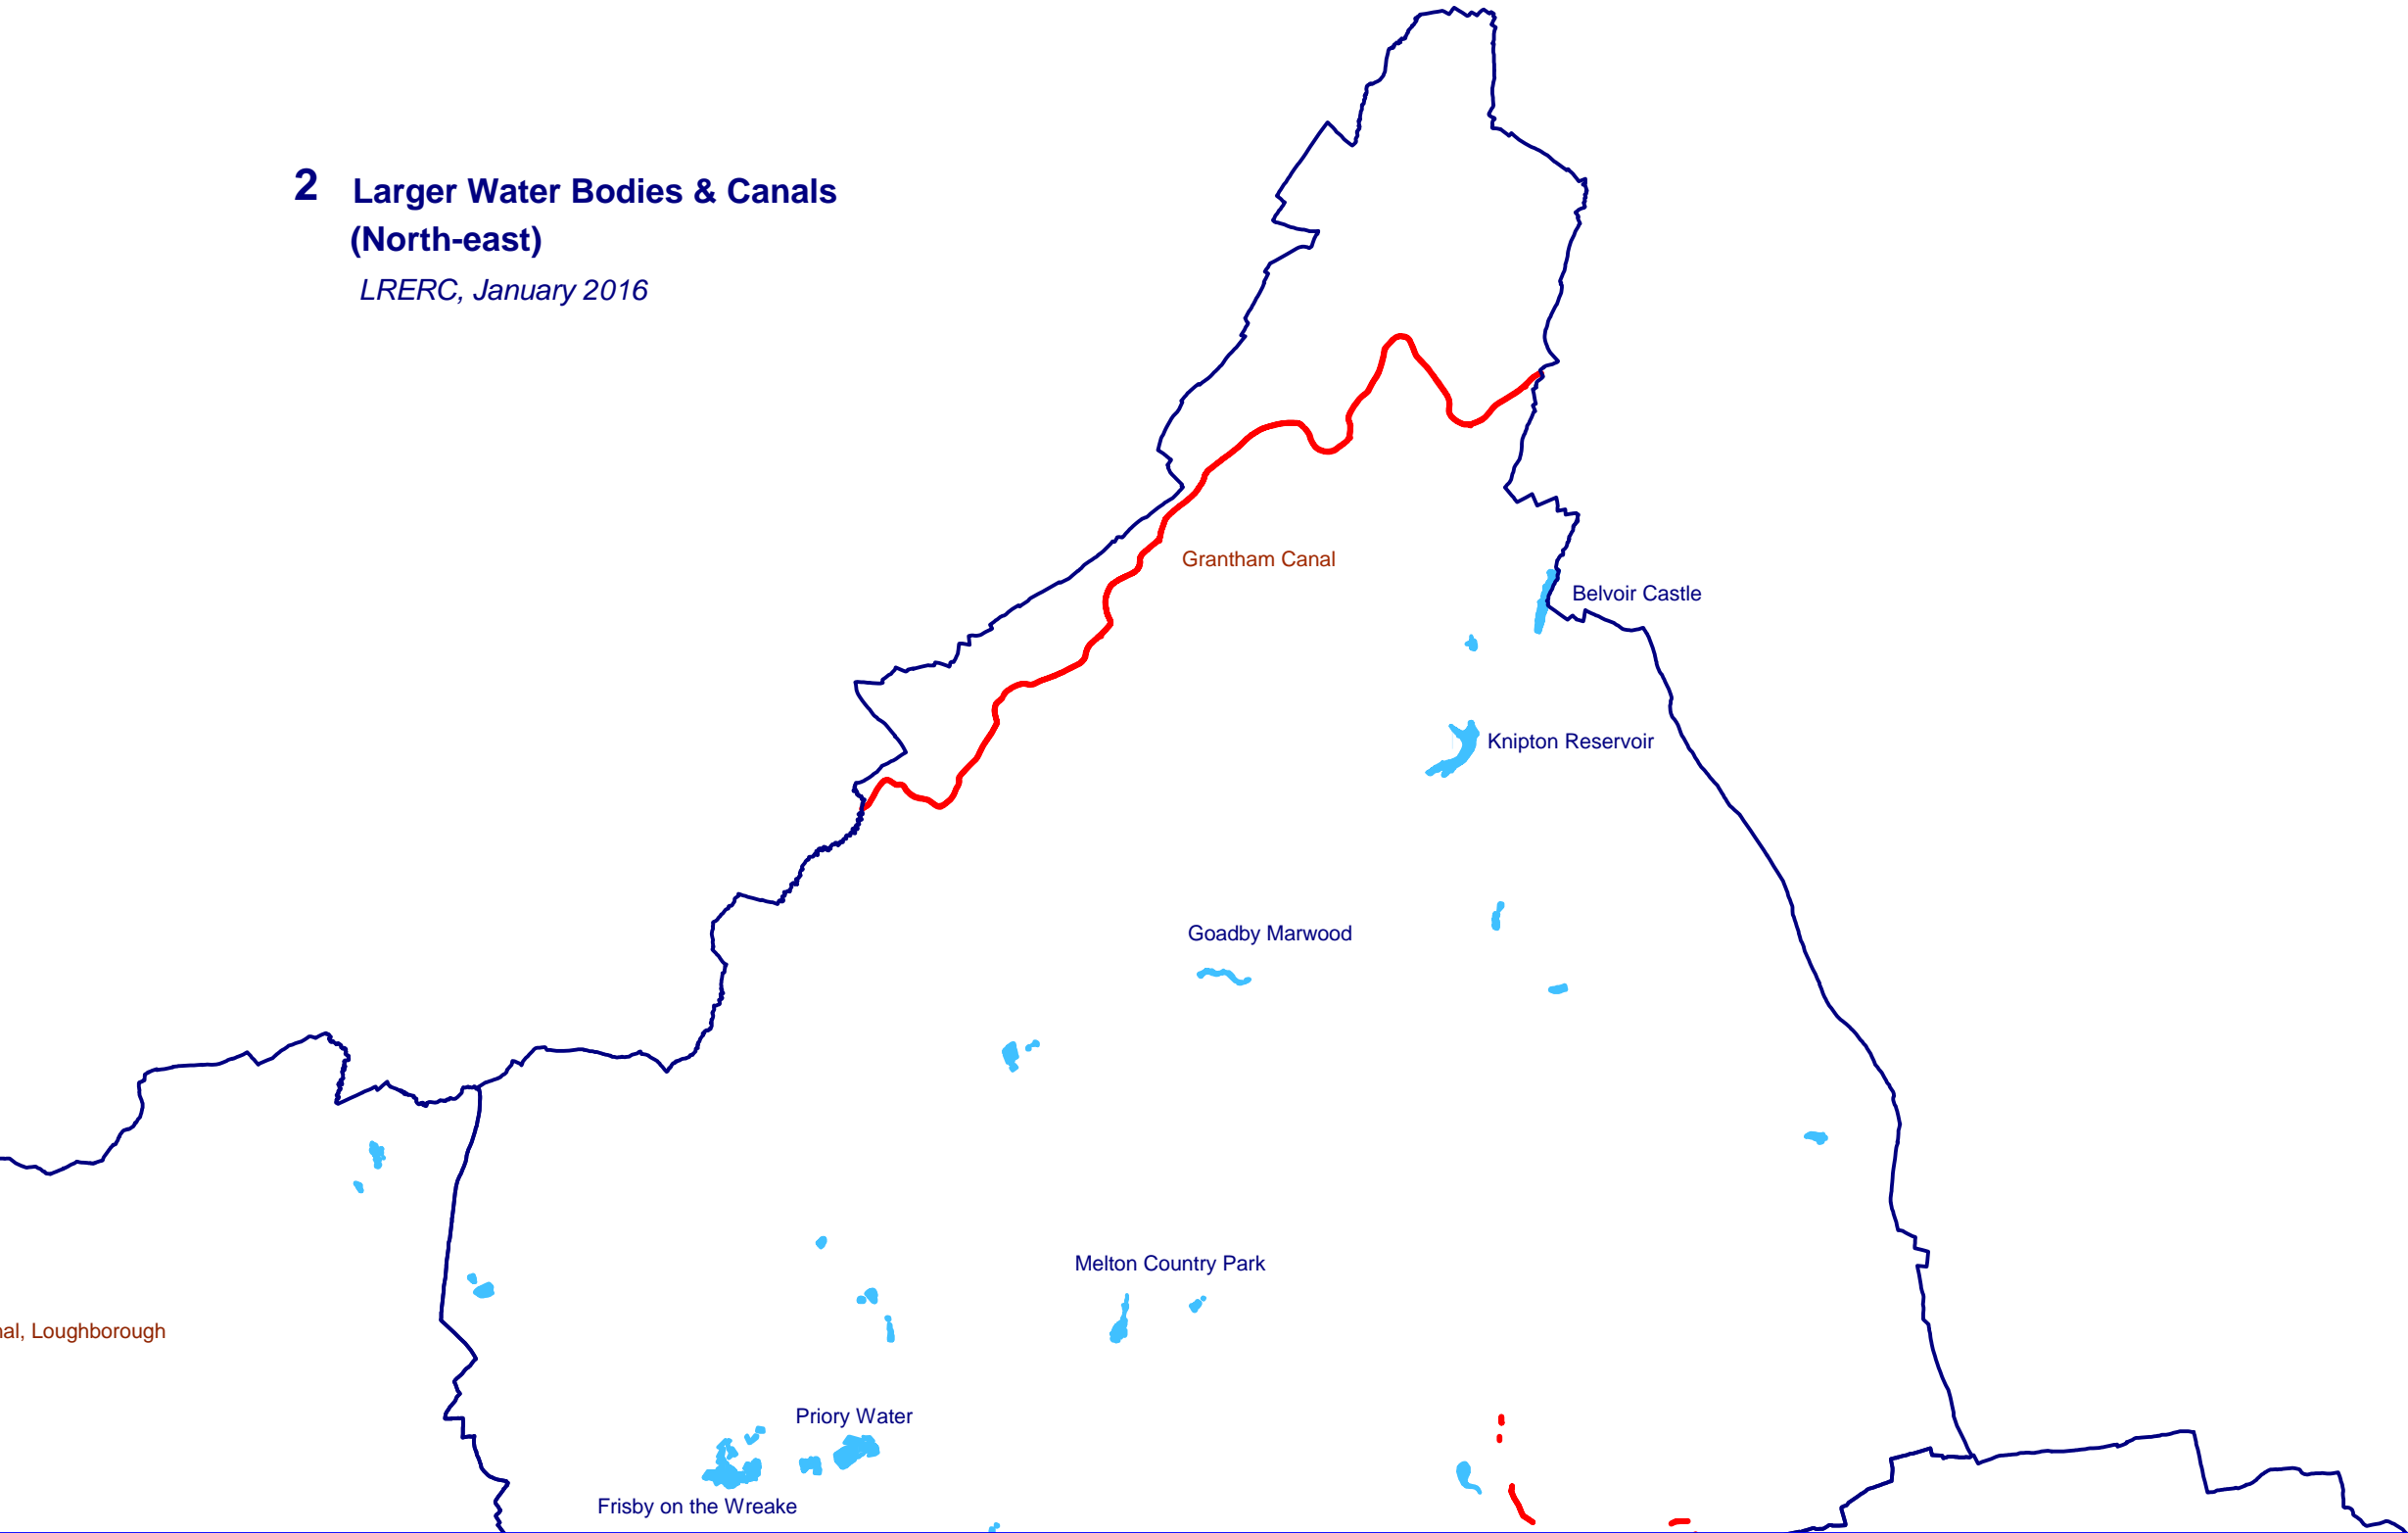 2 Larger Water Bodies & Canals
(North-east)
LRERC, January 2016
Grantham Canal
Belvoir Castle
Knipton Reservoir
Goadby Marwood
Melton Country Park
al, Loughborough
Priory Water
Frisby on the Wreake